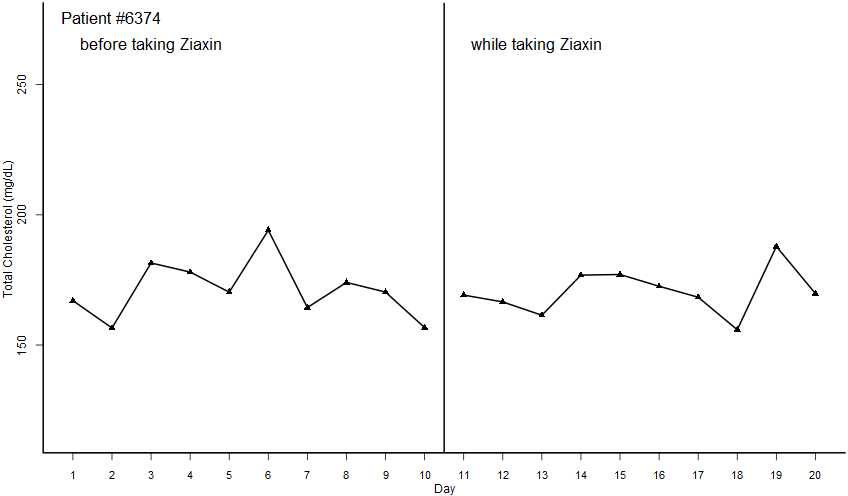 Patient #6374
before taking Ziaxin
while taking Ziaxin
Total Cholesterol (mg/dL)
250
200
150
1 2 3 4 5 6 7 8 9 10 11 12 13 14 15 16 17 18 19 20
Day